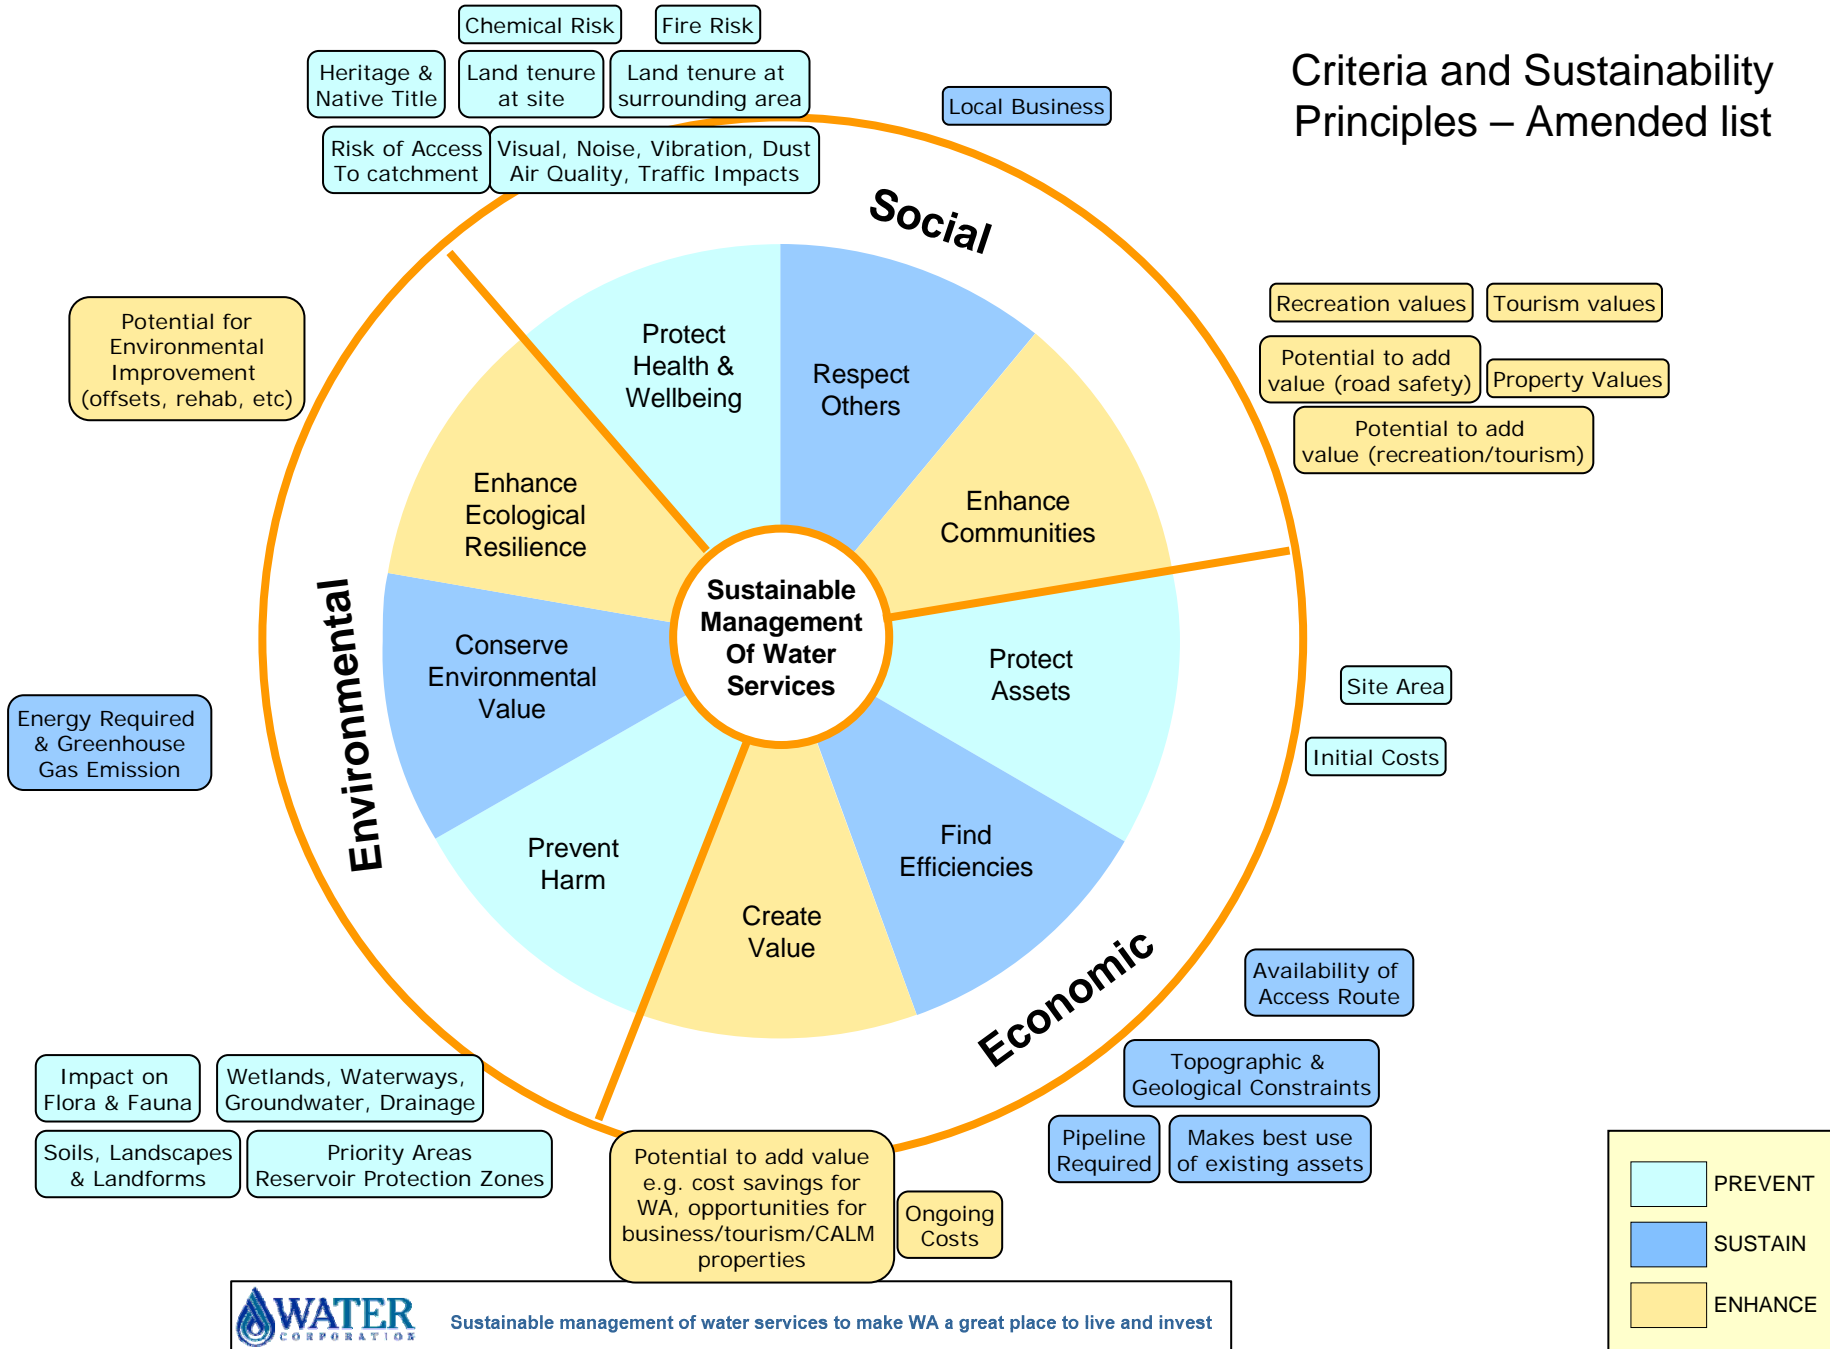 Criteria and Sustainability
Principles – Amended list
Chemical Risk
Fire Risk
Heritage &
Native Title
Land tenure
at site
Land tenure at
surrounding area
Risk of Access
To catchment
Visual, Noise, Vibration, Dust
Air Quality, Traffic Impacts
Local Business
Social
Potential for
Environmental
Improvement
(offsets, rehab, etc)
Protect
Health &
Wellbeing
Respect
Others
Recreation values
Tourism values
Potential to add
value (road safety)
Property Values
Potential to add
value (recreation/tourism)
Enhance
Ecological
Resilience
Enhance
Communities
Sustainable
Management
Of Water
Services
Environmental
Conserve
Environmental
Value
Protect
Assets
Site Area
Initial Costs
Energy Required
& Greenhouse
Gas Emission
Prevent
Harm
Find
Efficiencies
Create
Value
Economic
Availability of
Access Route
Topographic &
Geological Constraints
Pipeline
Required
Makes best use
of existing assets
Impact on
Flora & Fauna
Wetlands, Waterways,
Groundwater, Drainage
Soils, Landscapes
& Landforms
Priority Areas
Reservoir Protection Zones
Potential to add value
e.g. cost savings for
WA, opportunities for
business/tourism/CALM
properties
Ongoing
Costs
PREVENT
SUSTAIN
ENHANCE
WATER
CORPORATION
Sustainable management of water services to make WA a great place to live and invest